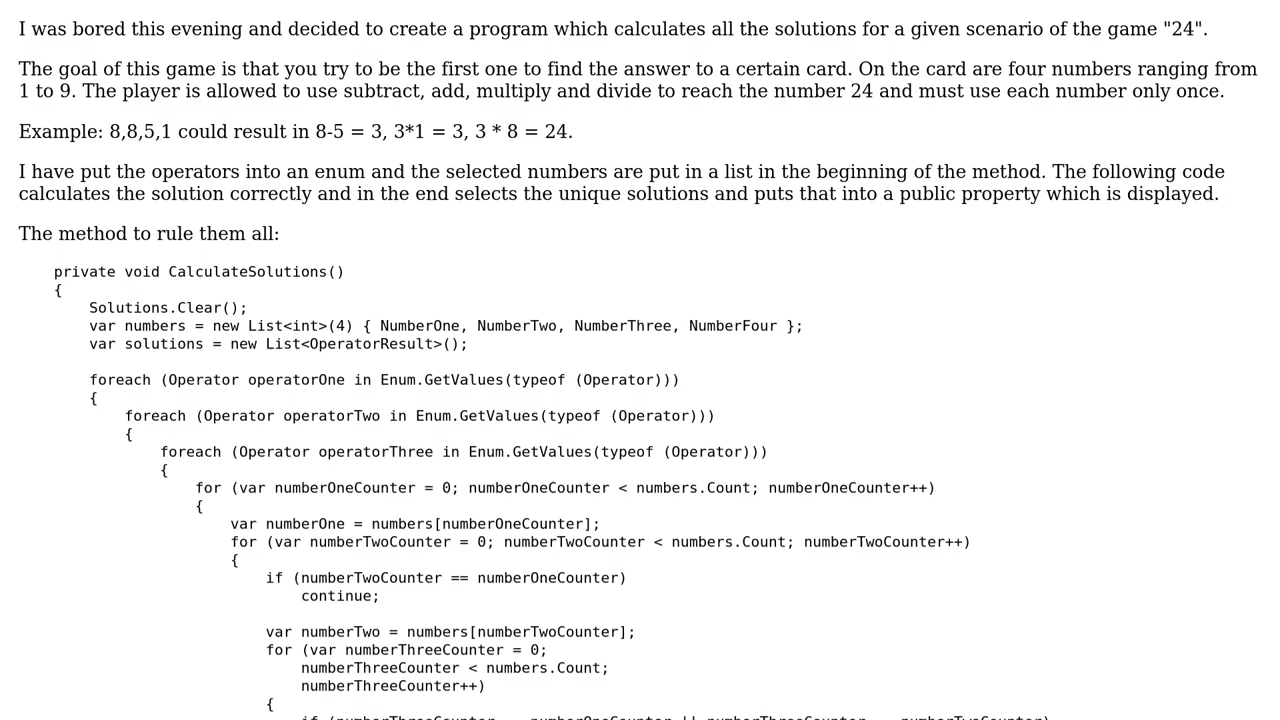 I was bored this evening and decided to create a program which calculates all the solutions for a given scenario of the game "24".
The goal of this game is that you try to be the first one to find the answer to a certain card. On the card are four numbers ranging from
1 to 9. The player is allowed to use subtract, add, multiply and divide to reach the number 24 and must use each number only once.
Example: 8,8,5,1 could result in 8-5 = 3, 3*1 = 3, 3 * 8 = 24.
I have put the operators into an enum and the selected numbers are put in a list in the beginning of the method. The following code
calculates the solution correctly and in the end selects the unique solutions and puts that into a public property which is displayed.
The method to rule them all:
private void CalculateSolutions()
{
Solutions.Clear();
var numbers = new List<int>(4) { NumberOne, NumberTwo, NumberThree, NumberFour };
var solutions = new List<OperatorResult>();
foreach (Operator operatorOne in Enum.GetValues(typeof (Operator)))
{
foreach (Operator operatorTwo in Enum.GetValues(typeof (Operator)))
{
foreach (Operator operatorThree in Enum.GetValues(typeof (Operator)))
{
for (var numberOneCounter = 0; numberOneCounter < numbers.Count; numberOneCounter++)
{
var numberOne = numbers[numberOneCounter];
for (var numberTwoCounter = 0; numberTwoCounter < numbers.Count; numberTwoCounter++)
{
if (numberTwoCounter == numberOneCounter)
continue;
var numberTwo = numbers[numberTwoCounter];
for (var numberThreeCounter = 0;
numberThreeCounter < numbers.Count;
numberThreeCounter++)
{